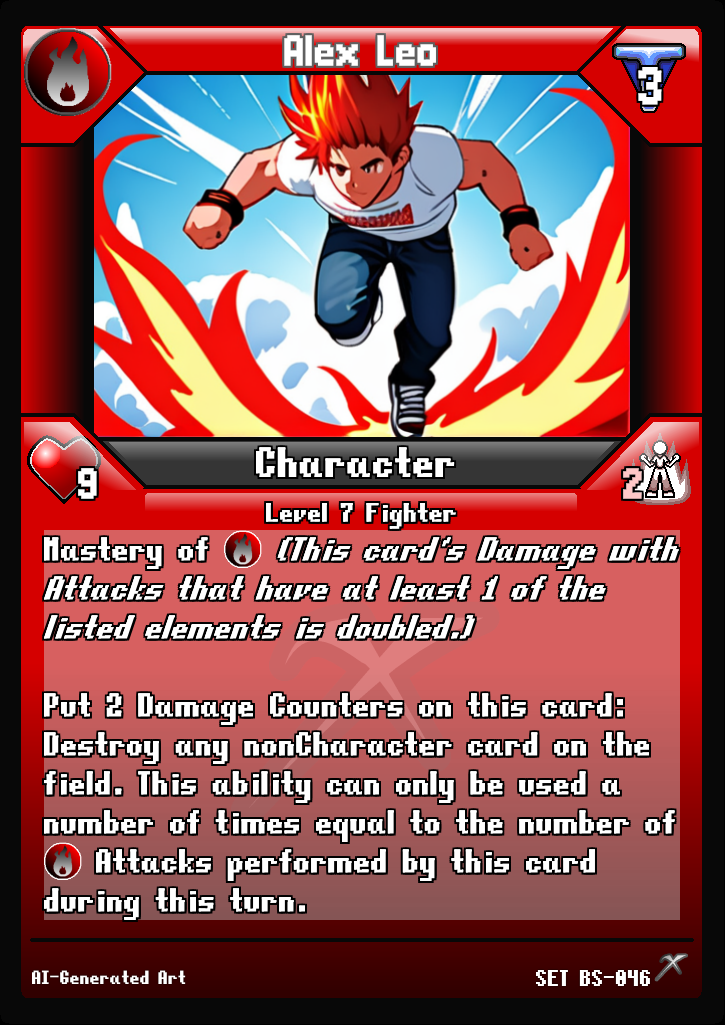 Alex Leo
3
Character
9
2
Level 7 Fighter
Mastery of (This card's Damage with
Attacks that have at least 1 of the
listed elements is doubled.)
Put 2 Damage Counters on this card:
Destroy any nonCharacter card on the
field. This ability can only be used a
number of times equal to the number of
Attacks performed by this card
during this turn.
AI-Generated Art
SET BS-046